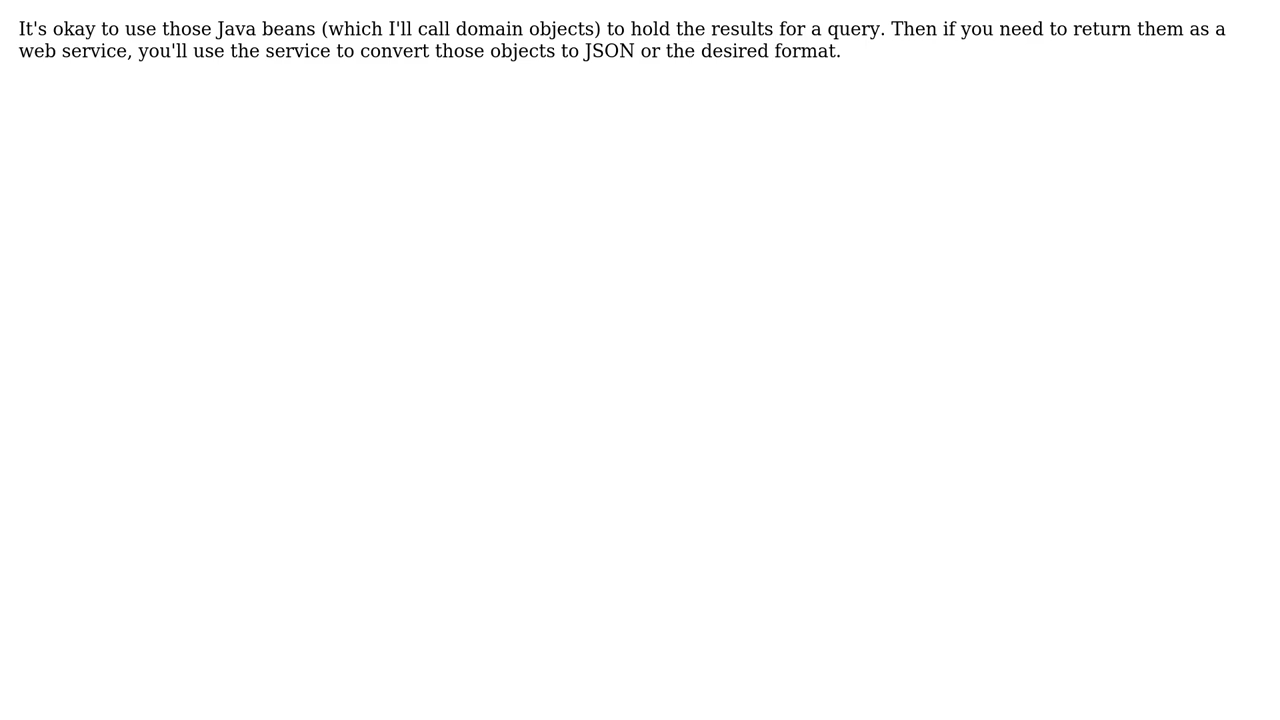 It's okay to use those Java beans (which I'll call domain objects) to hold the results for a query. Then if you need to return them as a
web service, you'll use the service to convert those objects to JSON or the desired format.